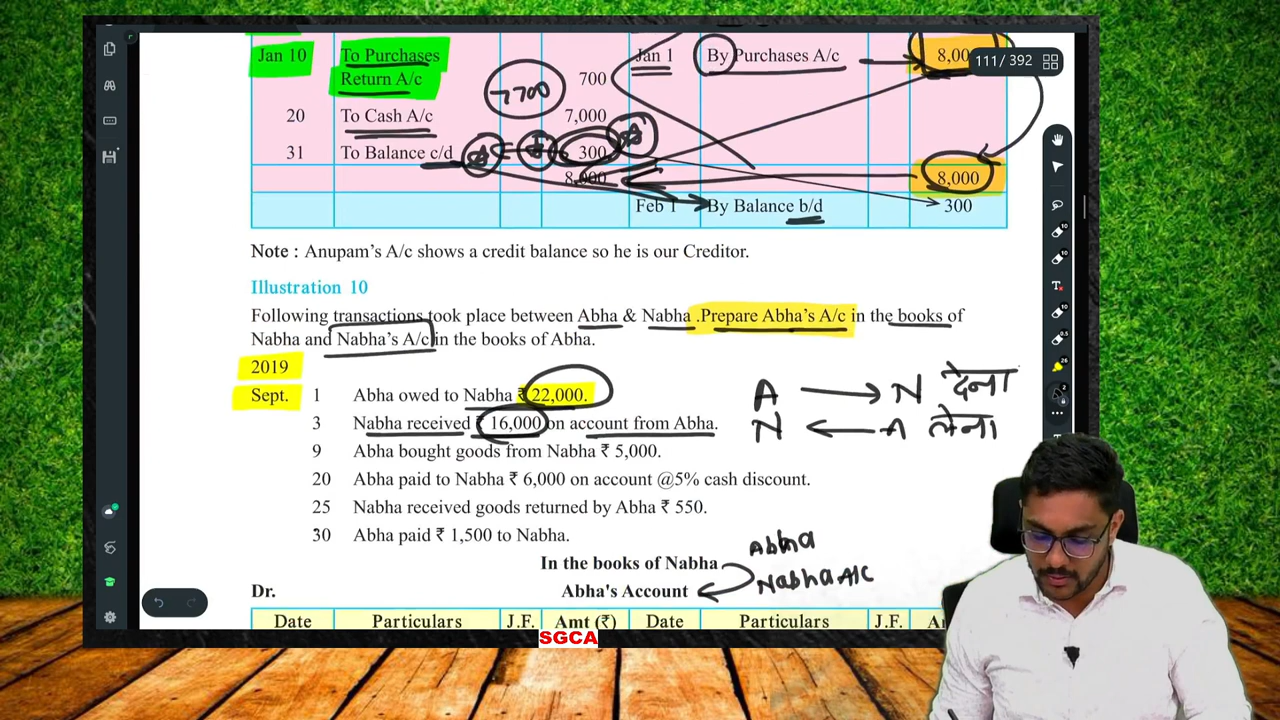 Jan 10 To Purchases Jan 1 By Purchases A/c
111 / 392
Return A/c 700
7700
20 To Cash A/c 7,000
31 To Balance c/d 300
8,000 8,000
Feb 1 By Balance b/d 300
Note : Anupam's A/c shows a credit balance so he is our Creditor.
Illustration 10
Following transactions took place between Abha & Nabha .Prepare Abha's A/c in the books of
Nabha and Nabha's A/c in the books of Abha.
2019
Sept. 1 Abha owed to Nabha ₹ 22,000.
A → N देना
3 Nabha received ₹ 16,000 on account from Abha.
N ← A लेना
9 Abha bought goods from Nabha ₹ 5,000.
20 Abha paid to Nabha ₹ 6,000 on account @5% cash discount.
25 Nabha received goods returned by Abha ₹ 550.
30 Abha paid ₹ 1,500 to Nabha.
Abha
In the books of Nabha
Nabha A/C
Dr. Abha's Account
Date Particulars J.F. Amt (₹) Date Particulars J.F.
SGCA